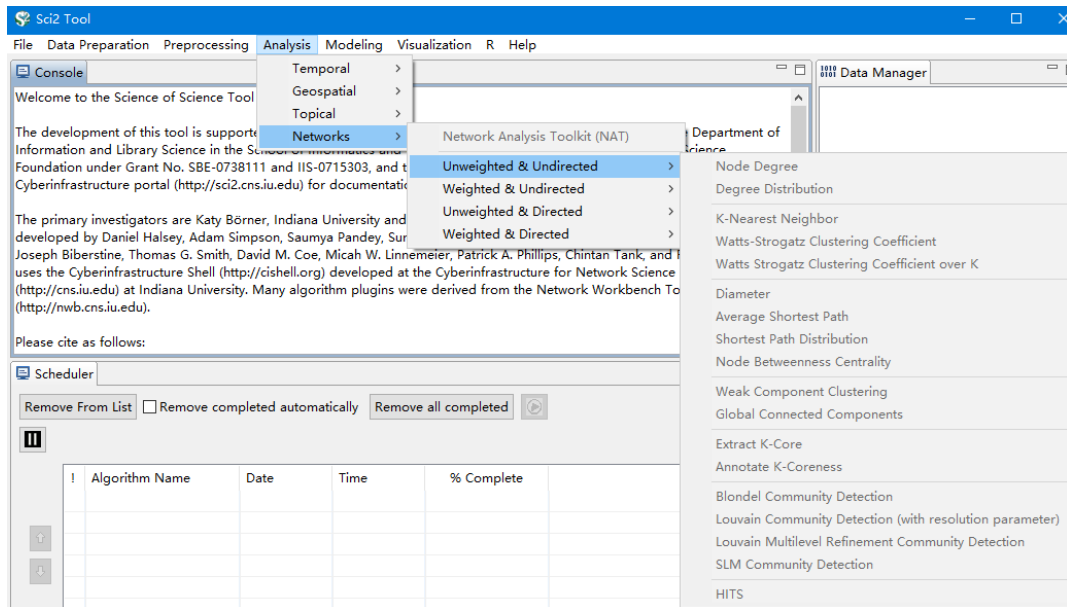 Sci2 Tool
File Data Preparation Preprocessing Analysis Modeling Visualization R Help
Console
Data Manager
Welcome to the Science of Science Tool
The development of this tool is supporte
Department of
Information and Library Science in the
Foundation under Grant No. SBE-0738111 and IIS-0715303, and t
Cyberinfrastructure portal (http://sci2.cns.iu.edu) for documentatic
The primary investigators are Katy Börner, Indiana University and
developed by Daniel Halsey, Adam Simpson, Saumya Pandey, Sur
Joseph Biberstine, Thomas G. Smith, David M. Coe, Micah W. Linnemeier, Patrick A. Phillips, Chintan Tank, and
uses the Cyberinfrastructure Shell (http://cishell.org) developed at the Cyberinfrastructure for Network Science
(http://cns.iu.edu) at Indiana University. Many algorithm plugins were derived from the Network Workbench To
(http://nwb.cns.iu.edu).
Please cite as follows:
Temporal
Geospatial
Topical
Networks
Network Analysis Toolkit (NAT)
Unweighted & Undirected
Weighted & Undirected
Unweighted & Directed
Weighted & Directed
Node Degree
Degree Distribution
K-Nearest Neighbor
Watts-Strogatz Clustering Coefficient
Watts Strogatz Clustering Coefficient over K
Diameter
Average Shortest Path
Shortest Path Distribution
Node Betweenness Centrality
Weak Component Clustering
Global Connected Components
Extract K-Core
Annotate K-Coreness
Blondel Community Detection
Louvain Community Detection (with resolution parameter)
Louvain Multilevel Refinement Community Detection
SLM Community Detection
HITS
Scheduler
Remove From List Remove completed automatically Remove all completed
! Algorithm Name Date Time % Complete